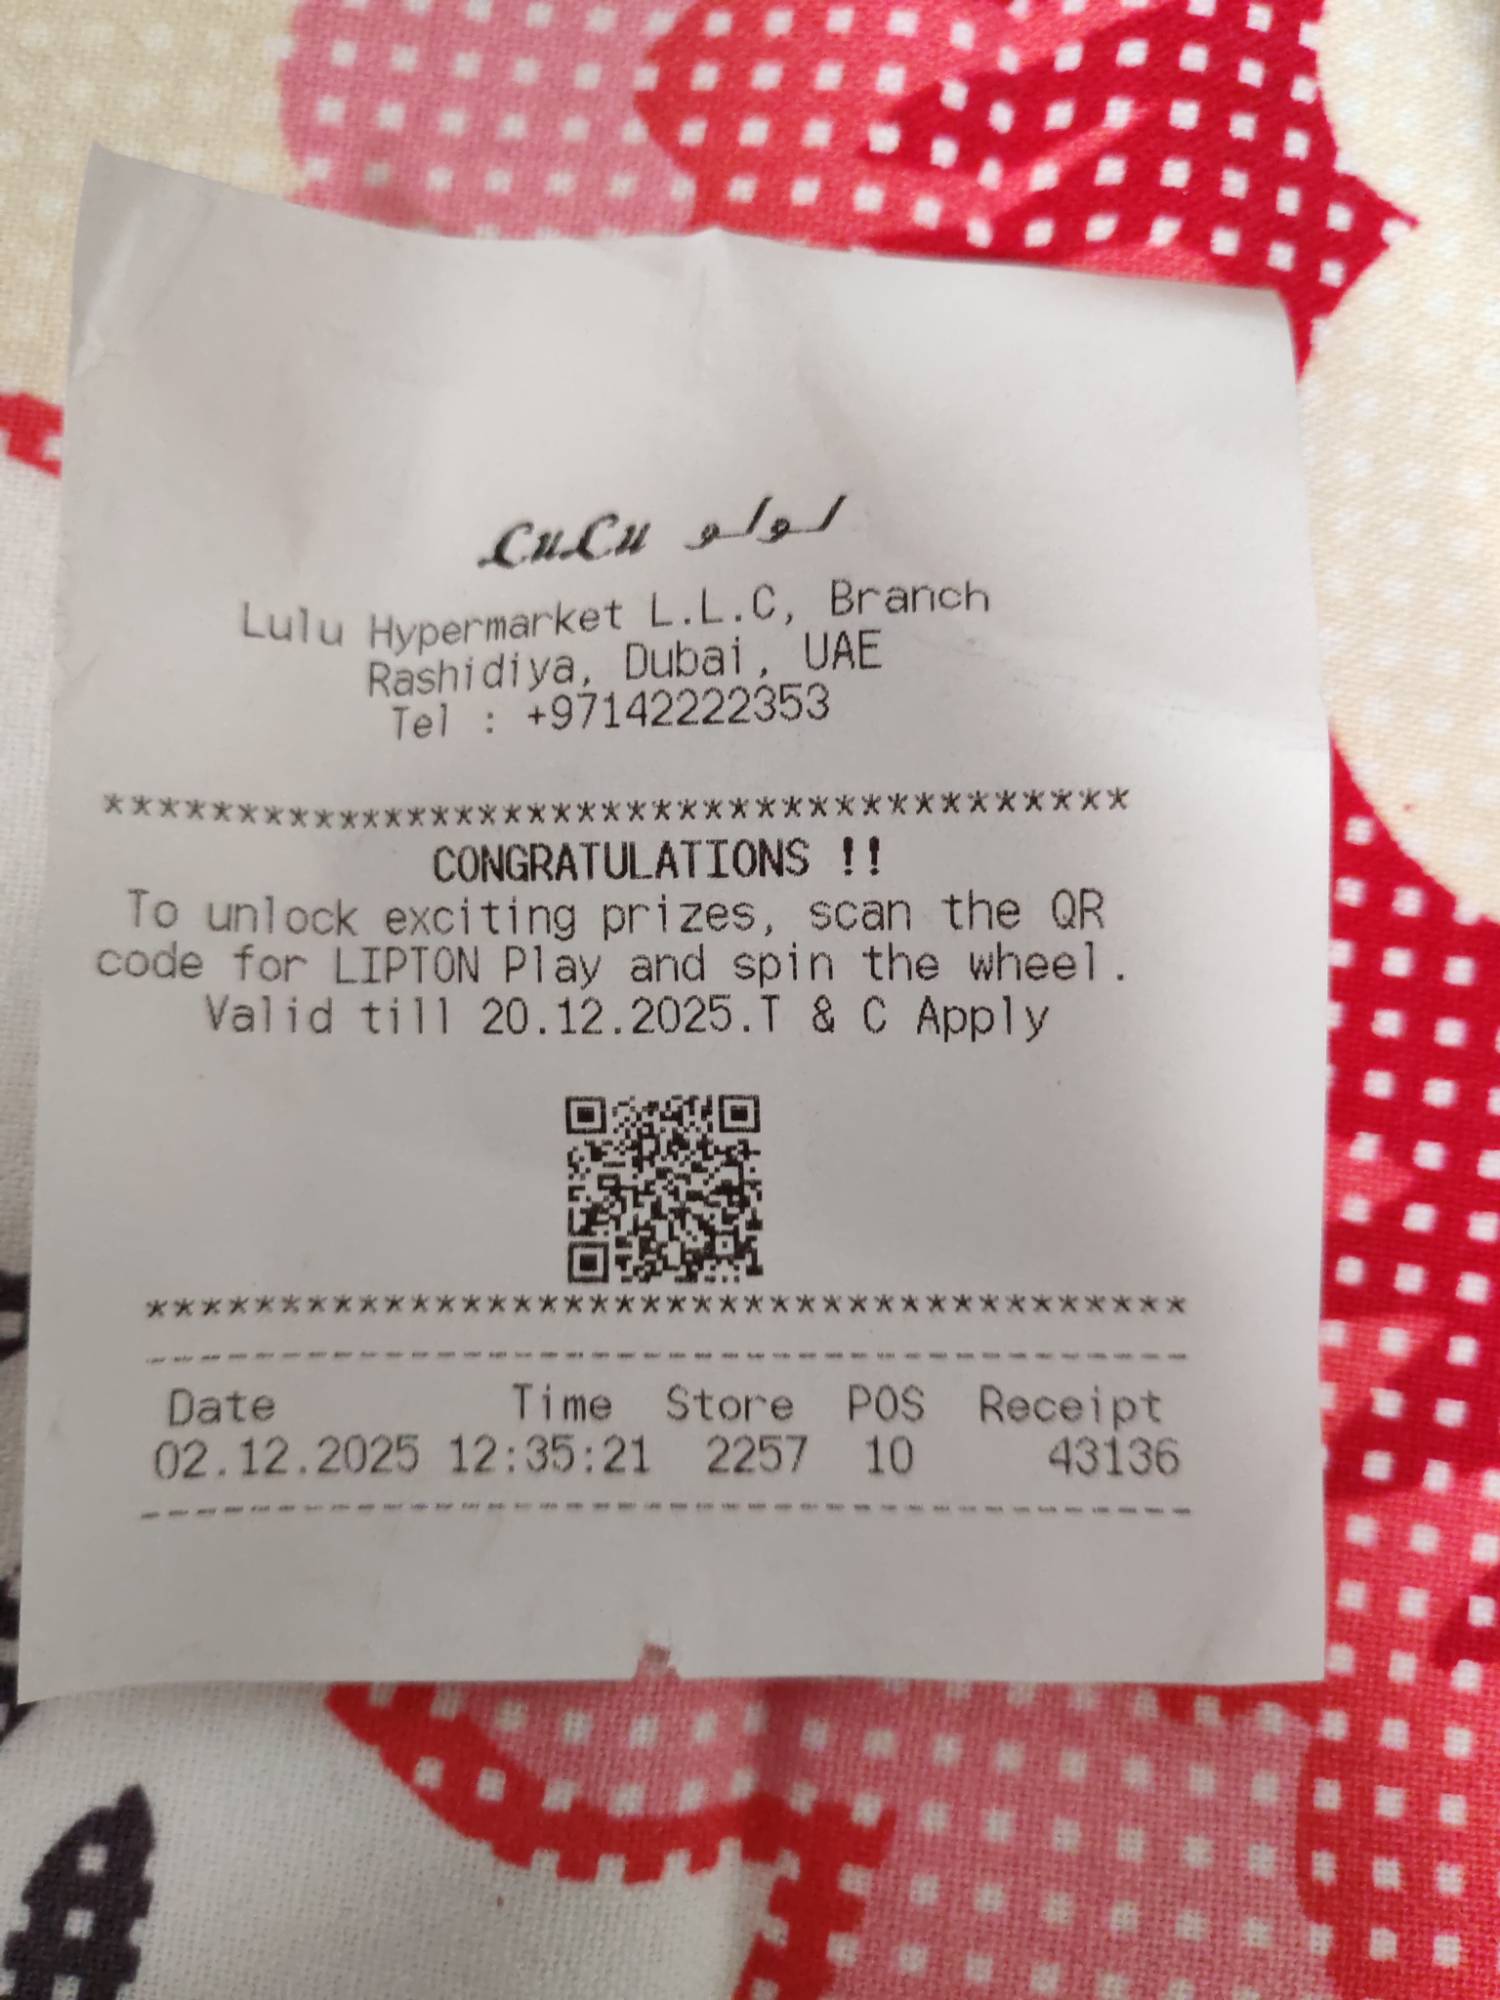 LuLu لولو
Lulu Hypermarket L.L.C, Branch
Rashidiya, Dubai, UAE
Tel : +97142222353
****************************************
CONGRATULATIONS !!
To unlock exciting prizes, scan the QR
code for LIPTON Play and spin the wheel.
Valid till 20.12.2025.T & C Apply
****************************************
----------------------------------------
Date Time Store POS Receipt
02.12.2025 12:35:21 2257 10 43136
----------------------------------------